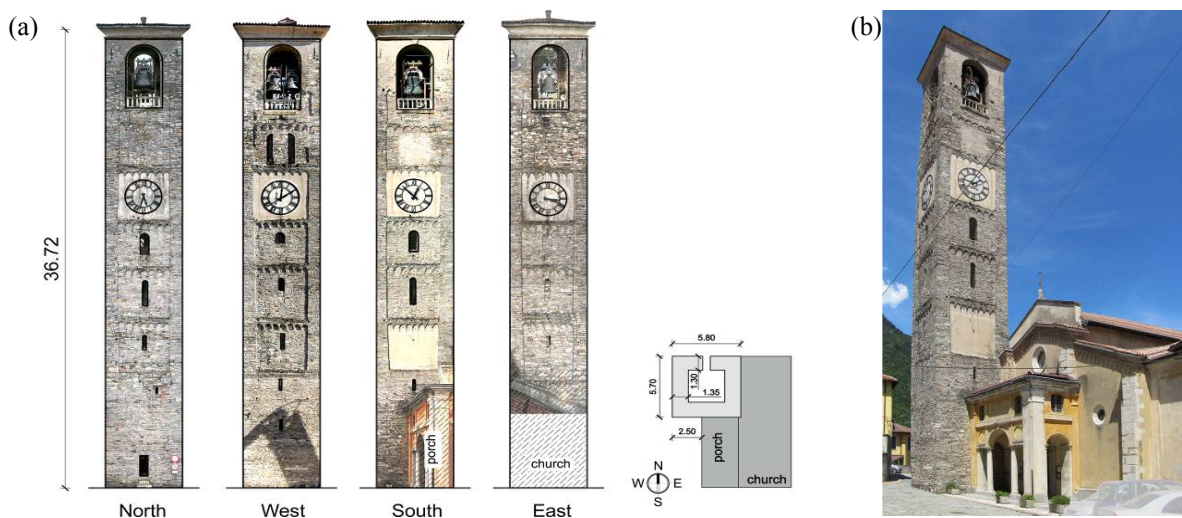 (a)
36.72
North
West
porch
South
church
East
5.80
5.70
1.30
1.35
2.50
porch
church
N
W E
S
(b)